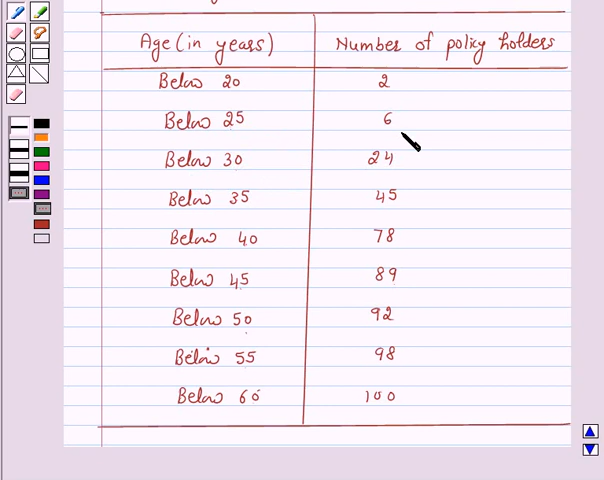 Age (in years) Number of policy holders
Below 20 2
Below 25 6
Below 30 24
Below 35 45
Below 40 78
Below 45 89
Below 50 92
Below 55 98
Below 60 100